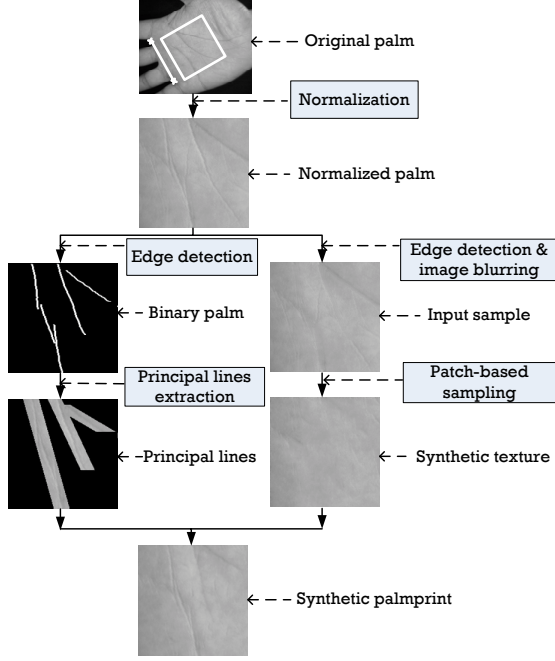 Original palm
Normalization
Normalized palm
Edge detection
Edge detection &
image blurring
Binary palm
Input sample
Principal lines
extraction
Patch-based
sampling
Principal lines
Synthetic texture
Synthetic palmprint